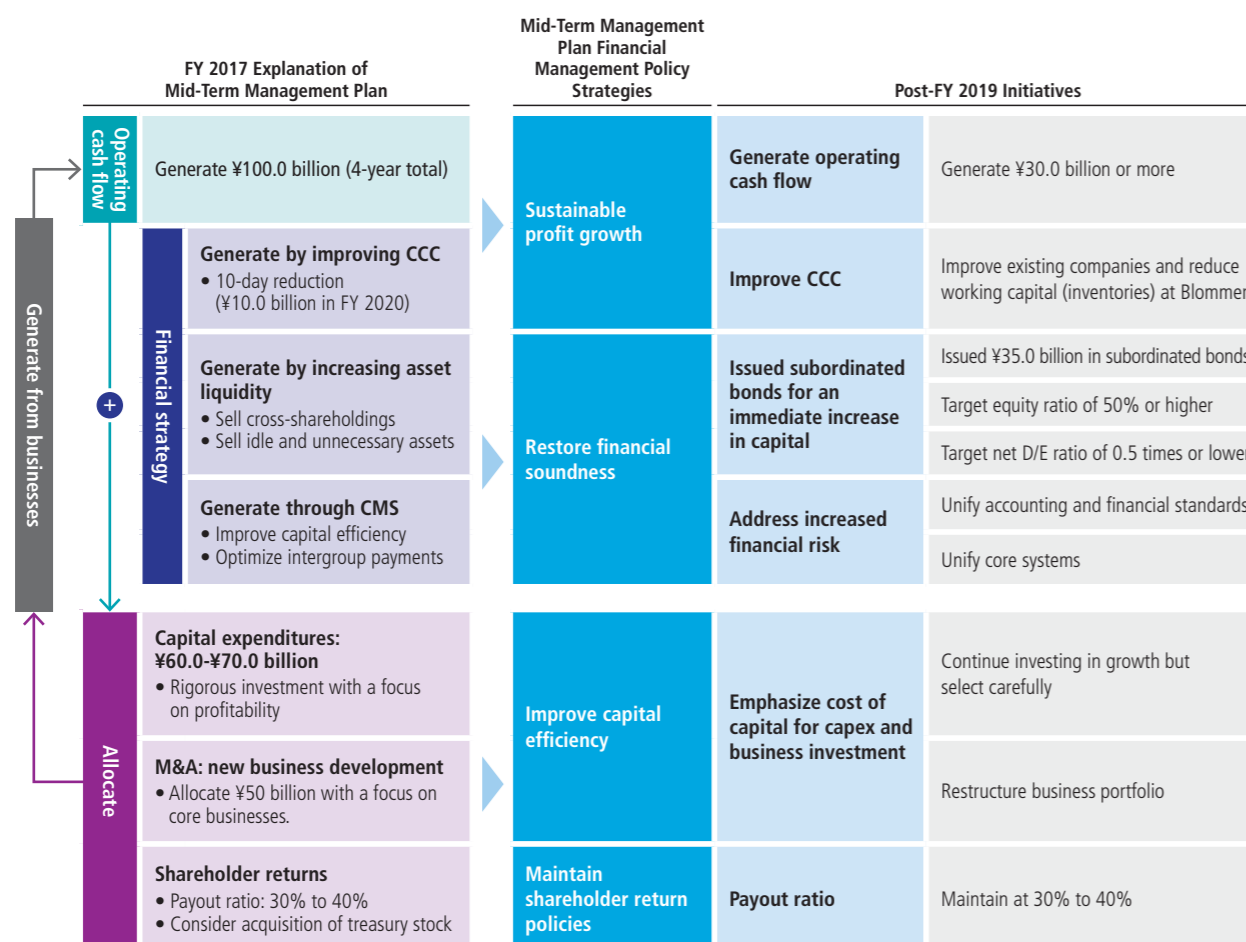 Mid-Term Management
Plan Financial
Management Policy
Strategies
FY 2017 Explanation of
Mid-Term Management Plan
Post-FY 2019 Initiatives
Generate from businesses
Operating
cash flow
Generate ¥100.0 billion (4-year total)
+
Financial strategy
Generate by improving CCC
• 10-day reduction
(¥10.0 billion in FY 2020)
Generate by increasing asset
liquidity
• Sell cross-shareholdings
• Sell idle and unnecessary assets
Generate through CMS
• Improve capital efficiency
• Optimize intergroup payments
Sustainable
profit growth
Generate operating
cash flow
Generate ¥30.0 billion or more
Improve CCC
Improve existing companies and reduce
working capital (inventories) at Blommer
Restore financial
soundness
Issued subordinated
bonds for an
immediate increase
in capital
Issued ¥35.0 billion in subordinated bonds
Target equity ratio of 50% or higher
Target net D/E ratio of 0.5 times or lower
Address increased
financial risk
Unify accounting and financial standards
Unify core systems
Allocate
Capital expenditures:
¥60.0-¥70.0 billion
• Rigorous investment with a focus
on profitability
M&A: new business development
• Allocate ¥50 billion with a focus on
core businesses.
Shareholder returns
• Payout ratio: 30% to 40%
• Consider acquisition of treasury stock
Improve capital
efficiency
Emphasize cost of
capital for capex and
business investment
Continue investing in growth but
select carefully
Restructure business portfolio
Maintain
shareholder return
policies
Payout ratio
Maintain at 30% to 40%